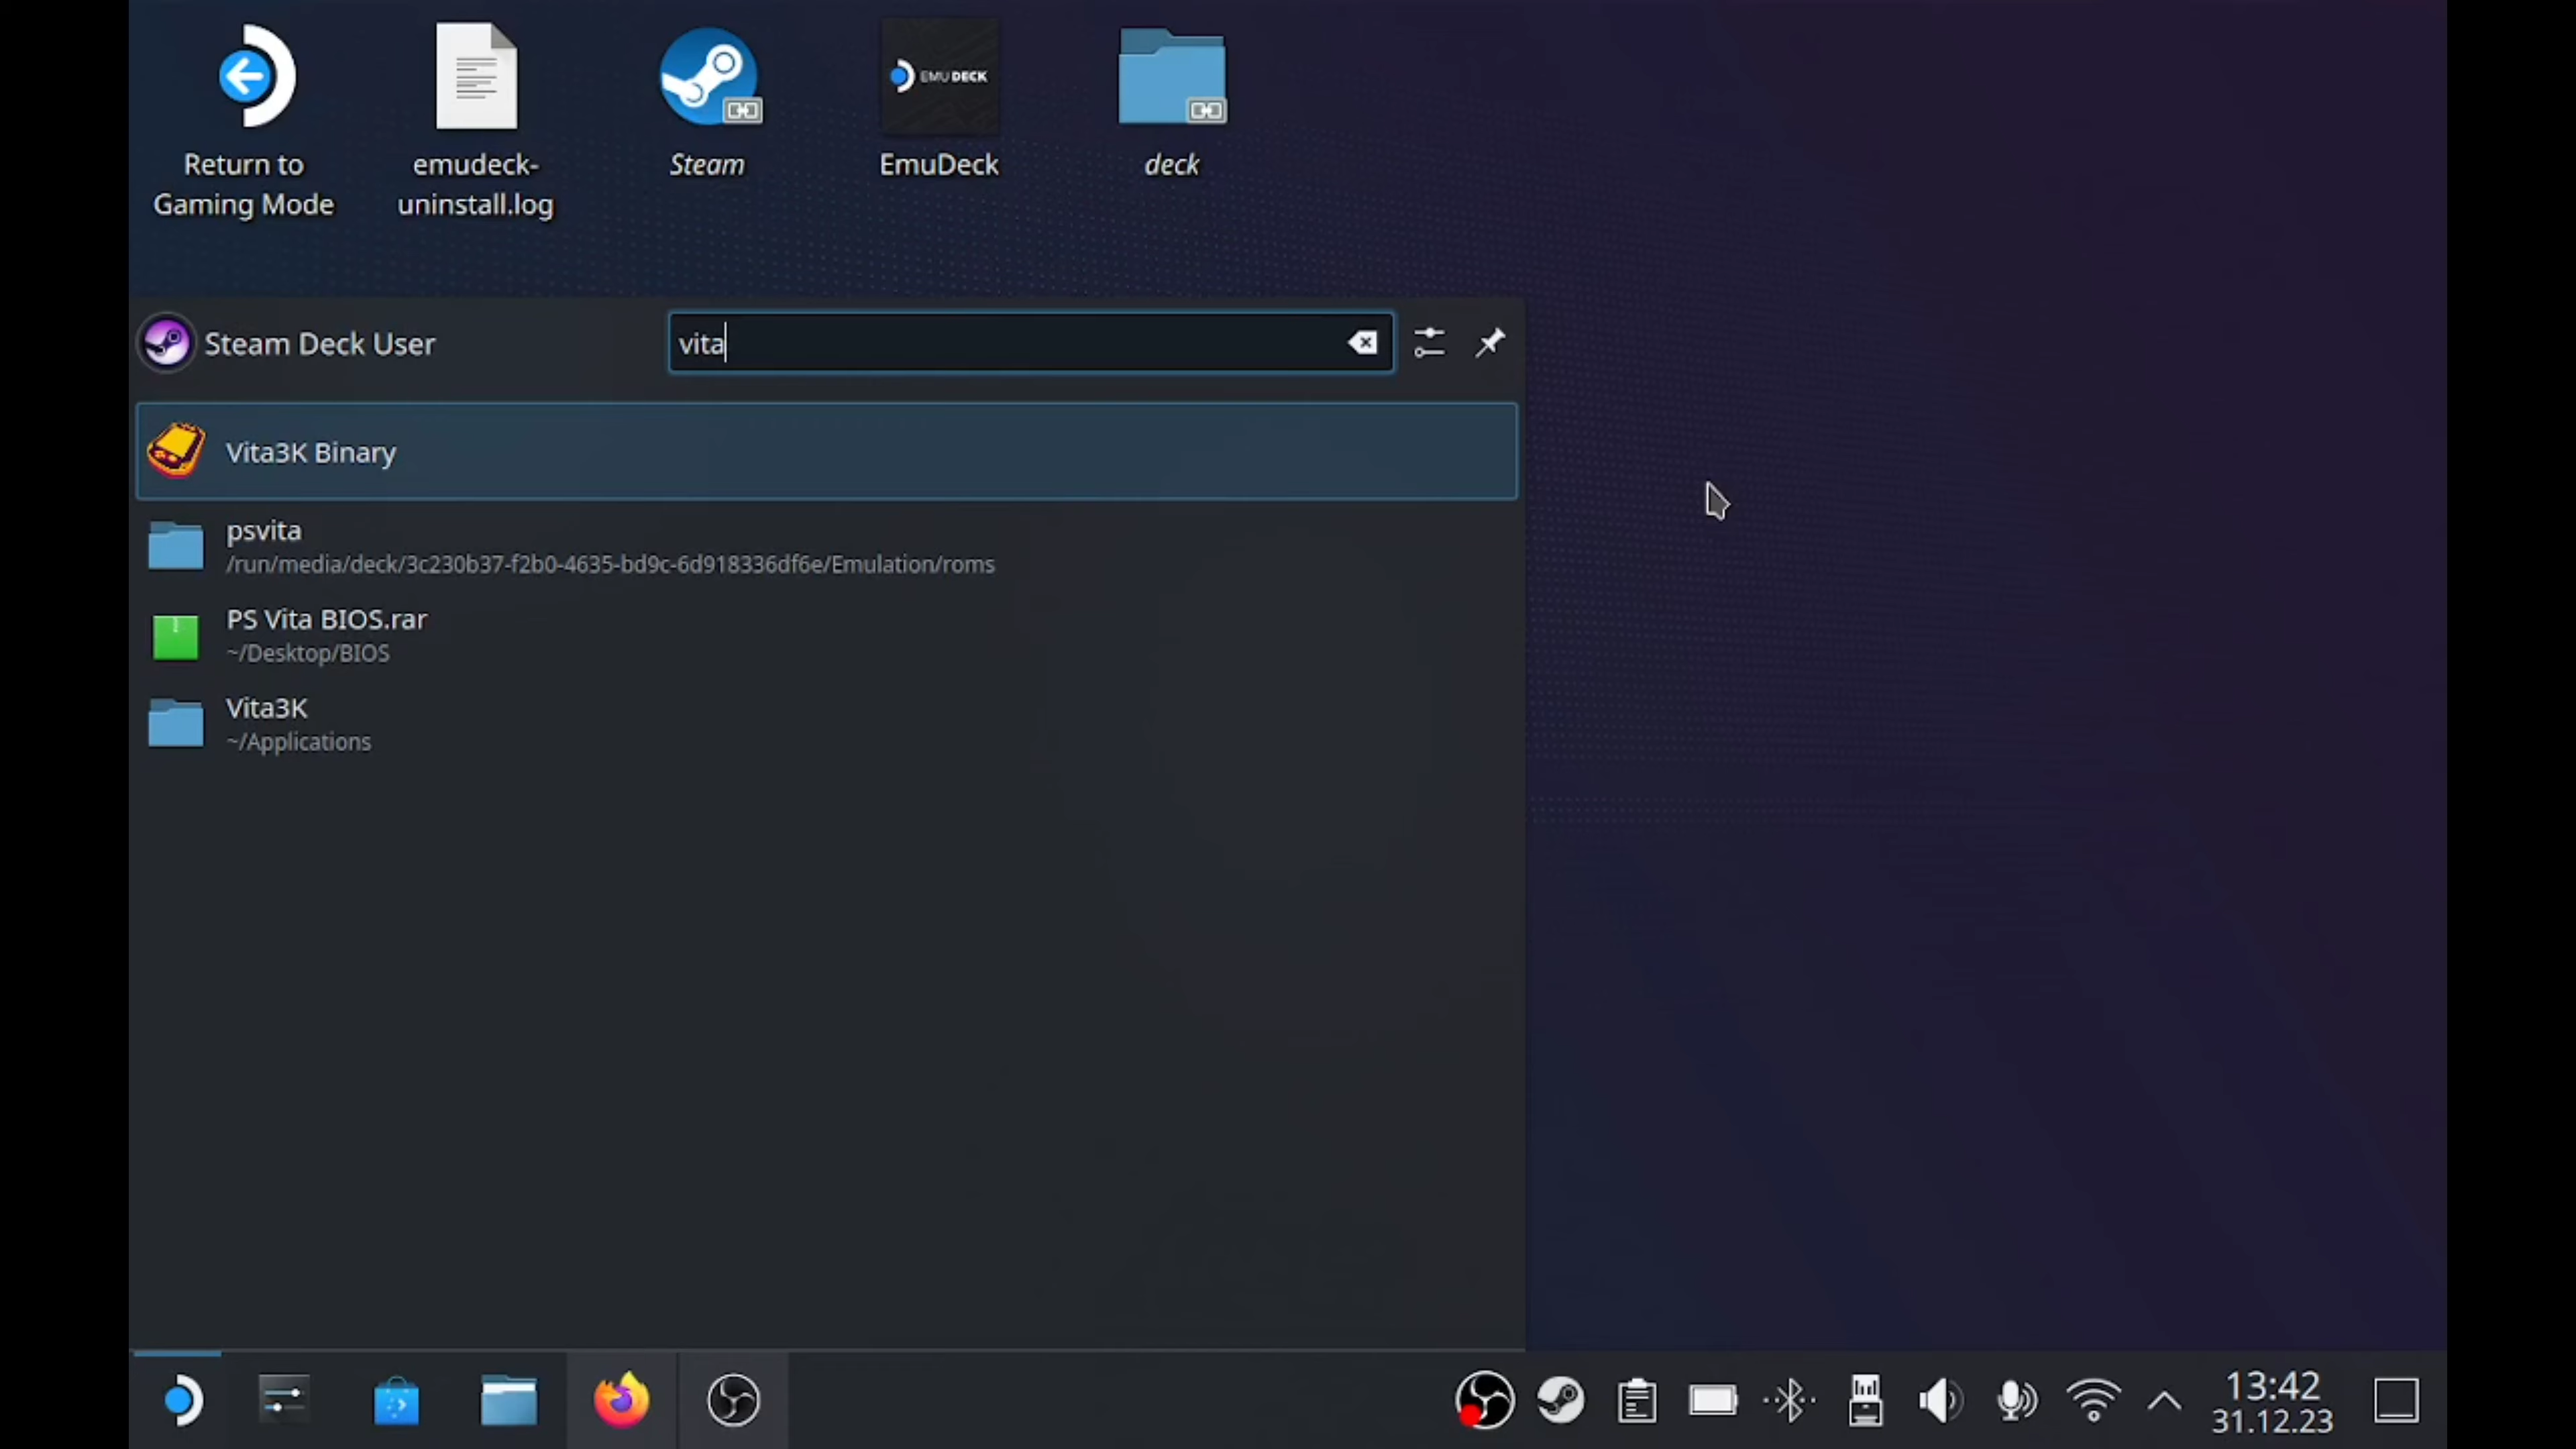 EMU DECK
Return to
Gaming Mode
emudeck-
uninstall.log
Steam
EmuDeck
deck
Steam Deck User
vita
Vita3K Binary
psvita
/run/media/deck/3c230b37-f2b0-4635-bd9c-6d918336df6e/Emulation/roms
PS Vita BIOS.rar
~/Desktop/BIOS
Vita3K
~/Applications
13:42
31.12.23